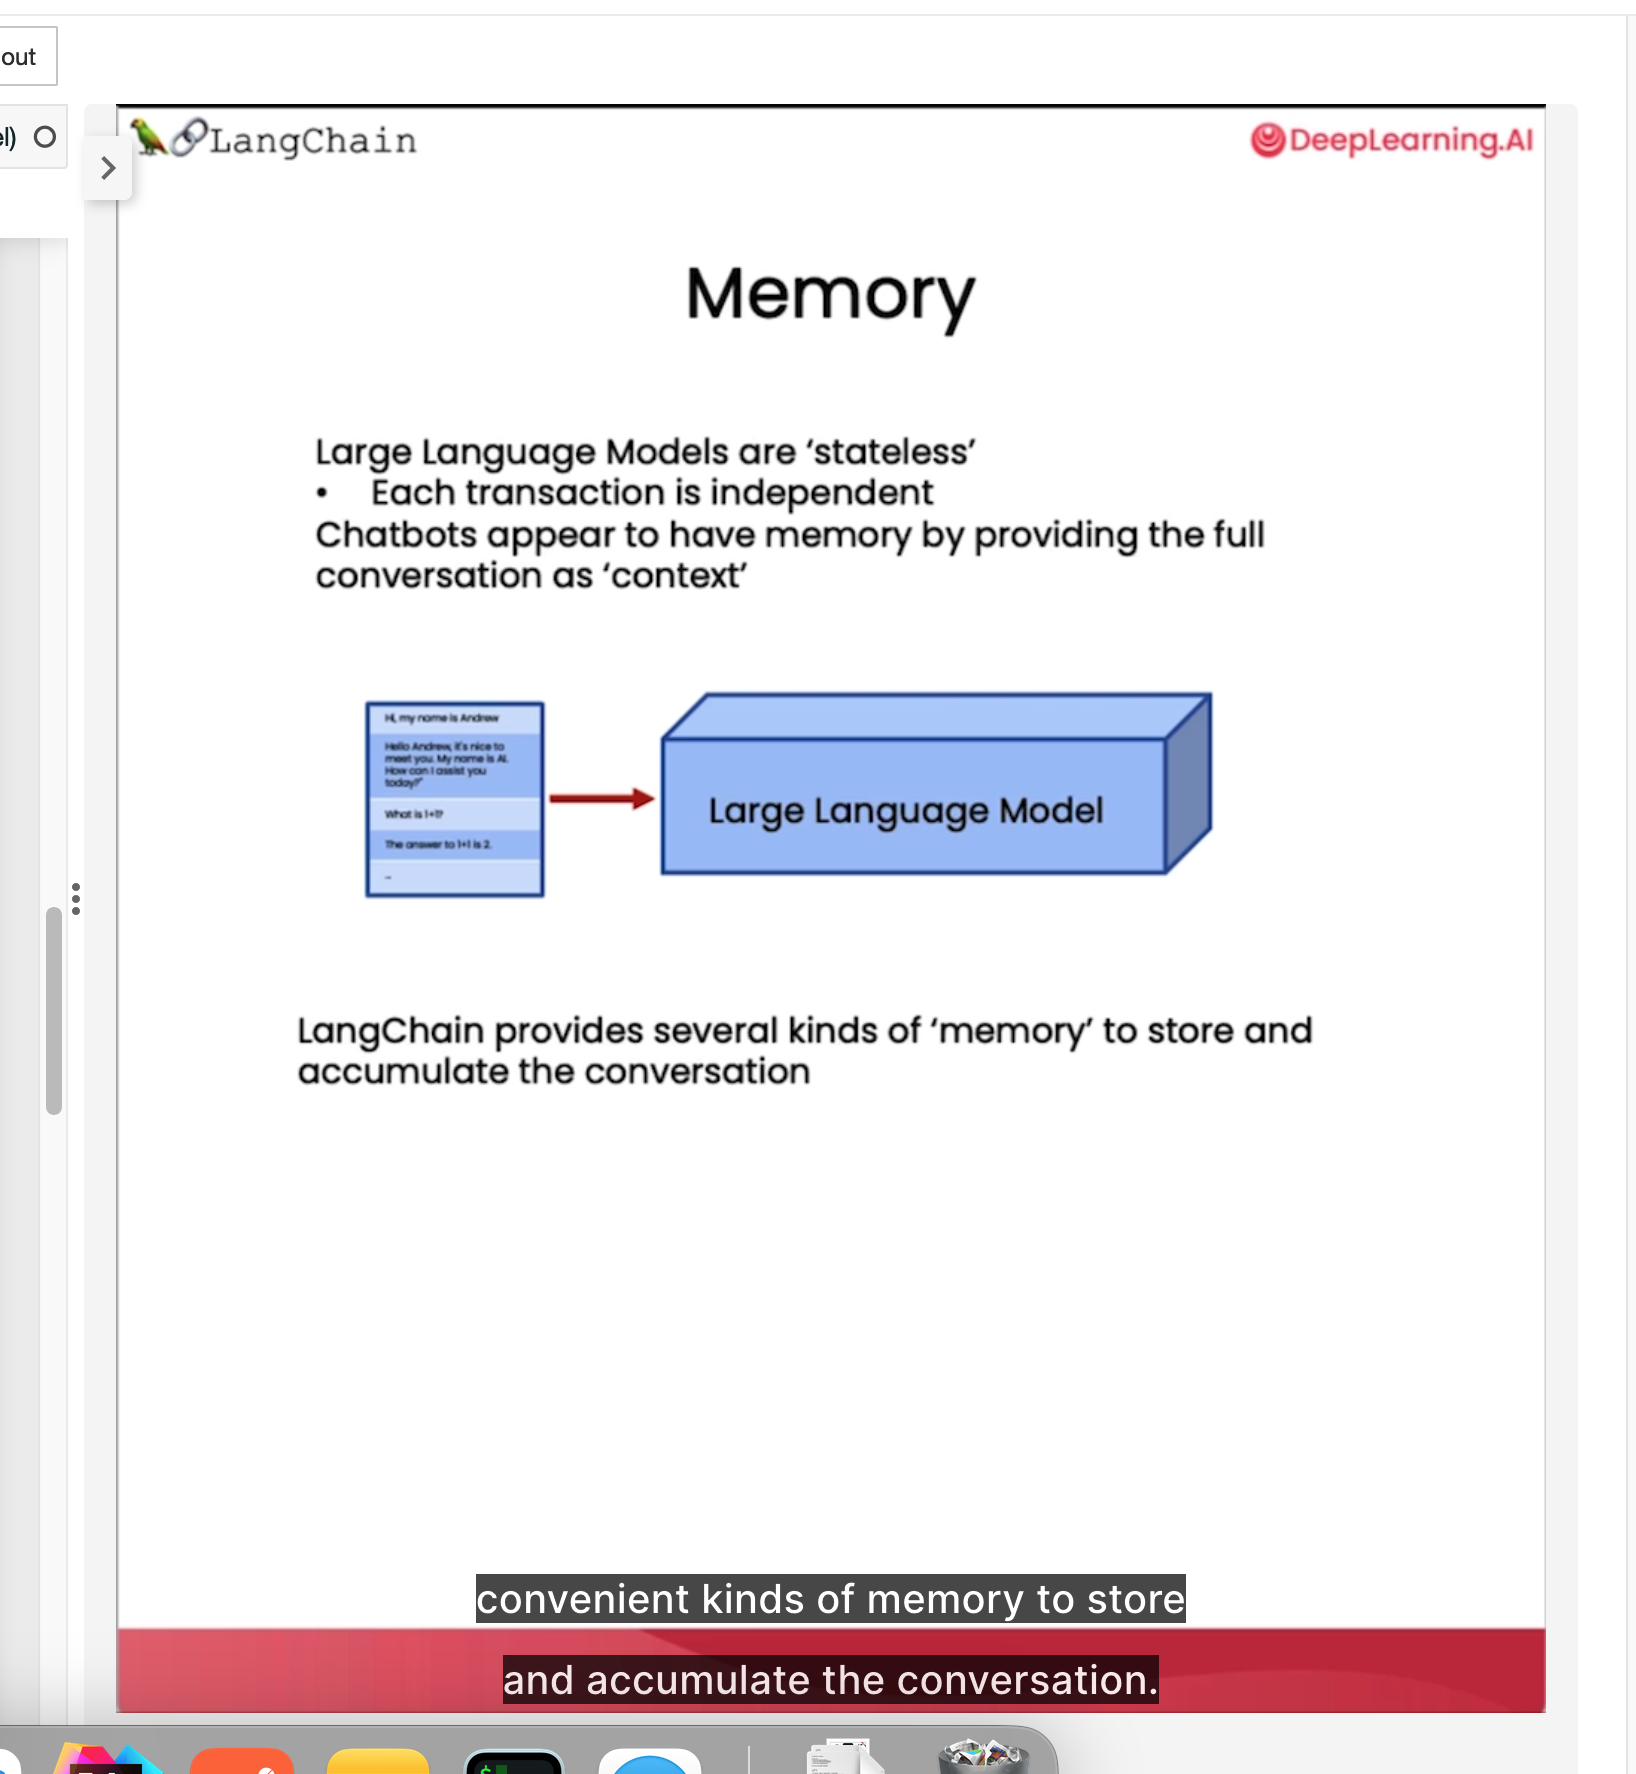 out
el)
LangChain
DeepLearning.AI
Memory
Large Language Models are ‘stateless’
• Each transaction is independent
Chatbots appear to have memory by providing the full
conversation as ‘context’
Hi, my name is Andrew
Hello Andrew, it's nice to
meet you. My name is AI.
How can I assist you
today?"
What is 1+1?
The answer to 1+1 is 2.
...
Large Language Model
LangChain provides several kinds of ‘memory’ to store and
accumulate the conversation
convenient kinds of memory to store
and accumulate the conversation.
$